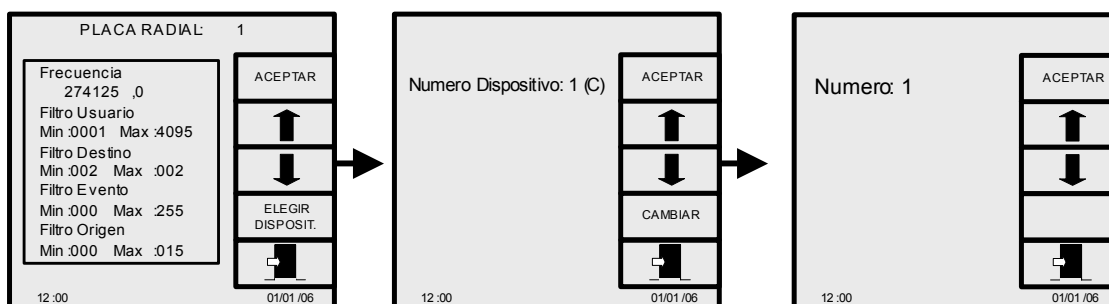 PLACA RADIAL: 1
Frecuencia
274125 ,0
Filtro Usuario
Min :0001 Max :4095
Filtro Destino
Min :002 Max :002
Filtro Evento
Min :000 Max :255
Filtro Origen
Min :000 Max :015
ACEPTAR
ELEGIR
DISPOSIT.
12 :00
01/01 /06
Numero Dispositivo: 1 (C)
ACEPTAR
CAMBIAR
12 :00
01/01 /06
Numero: 1
ACEPTAR
12 :00
01/01 /06